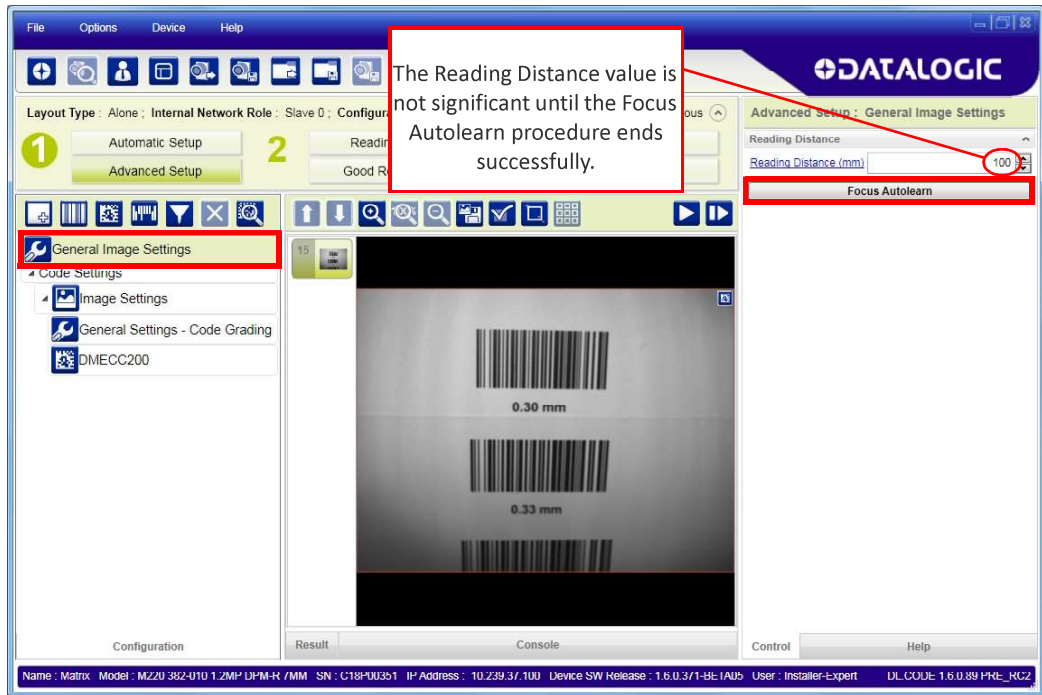 File Options Device Help
DATALOGIC
The Reading Distance value is
not significant until the Focus
Autolearn procedure ends
successfully.
Layout Type : Alone ; Internal Network Role : Slave 0 ; Configura
ous
1
Automatic Setup
Advanced Setup
2
Readin
Good Re
Advanced Setup : General Image Settings
Reading Distance
Reading Distance (mm) 100
Focus Autolearn
General Image Settings
Code Settings
Image Settings
General Settings - Code Grading
DMECC200
15
0.30 mm
0.33 mm
Configuration
Result
Console
Control
Help
Name : Matrix Model : M220 382-010 1.2MP DPM-R 7MM SN : C18P00351 IP Address : 10.239.37.100 Device SW Release : 1.6.0.371-BETA05 User : Installer-Expert DL.CODE 1.6.0.89 PRE_RC2